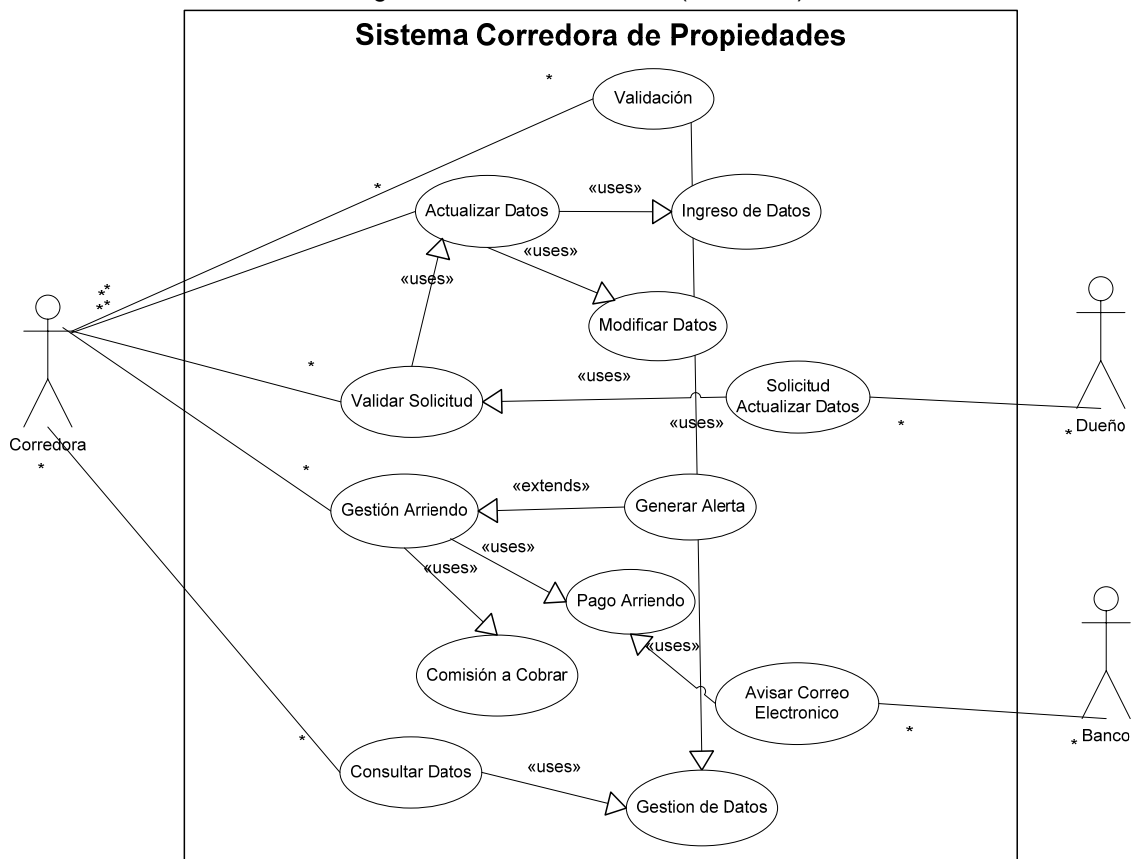 Sistema Corredora de Propiedades
*
Validación
*
«uses»
Actualizar Datos
Ingreso de Datos
«uses»
«uses»
*
*
*
*
Modificar Datos
*
«uses»
Solicitud
Actualizar Datos
Validar Solicitud
«uses»
*
*
Dueño
Corredora
*
*
«extends»
Gestión Arriendo
Generar Alerta
«uses»
«uses»
Pago Arriendo
«uses»
Comisión a Cobrar
Avisar Correo
Electronico
*
*
Banco
*
«uses»
Consultar Datos
Gestion de Datos